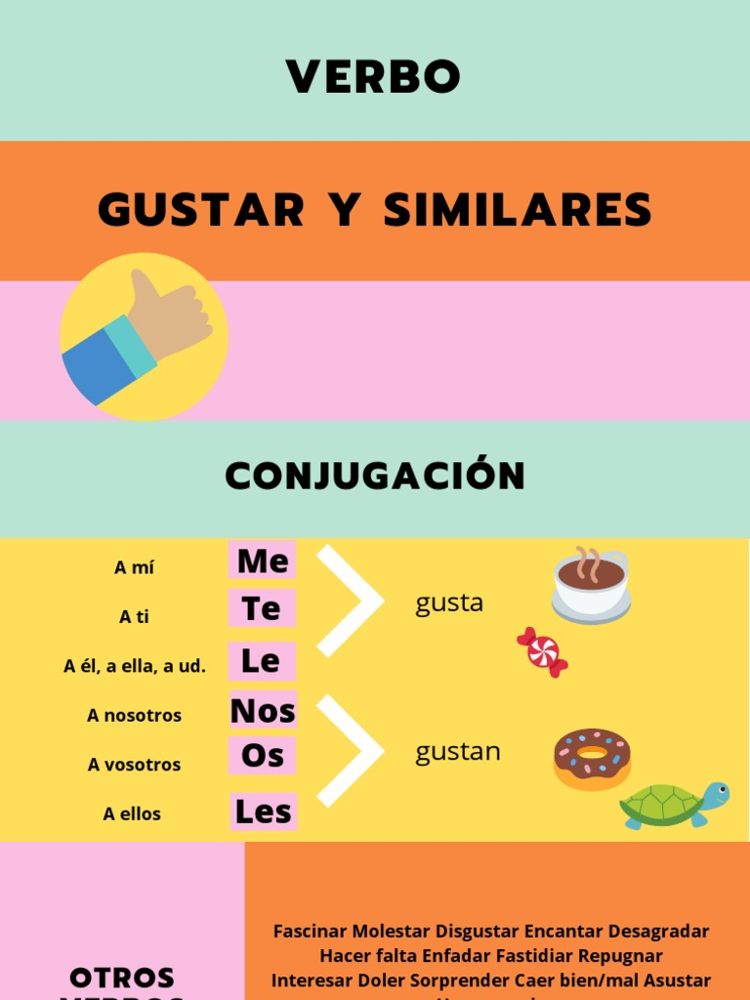 VERBO
GUSTAR Y SIMILARES
CONJUGACIÓN
A mí Me
A ti Te
A él, a ella, a ud. Le
gusta
A nosotros Nos
A vosotros Os
A ellos Les
gustan
OTROS
VERBOS
Fascinar Molestar Disgustar Encantar Desagradar
Hacer falta Enfadar Fastidiar Repugnar
Interesar Doler Sorprender Caer bien/mal Asustar